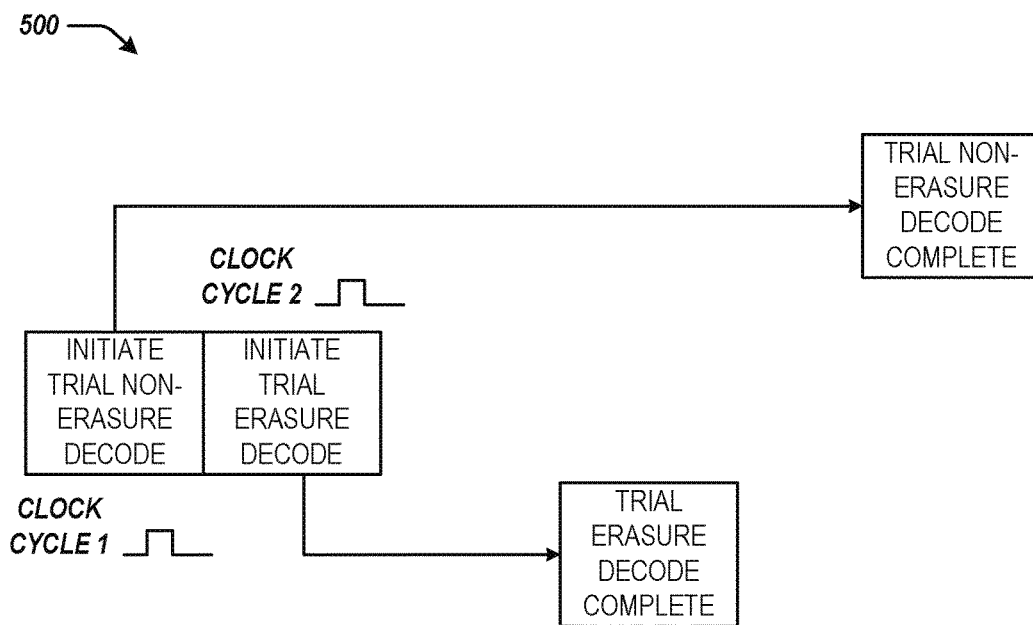 500
TRIAL NON-
ERASURE
DECODE
COMPLETE
CLOCK
CYCLE 2
INITIATE
TRIAL NON-
ERASURE
DECODE
INITIATE
TRIAL
ERASURE
DECODE
CLOCK
CYCLE 1
TRIAL
ERASURE
DECODE
COMPLETE